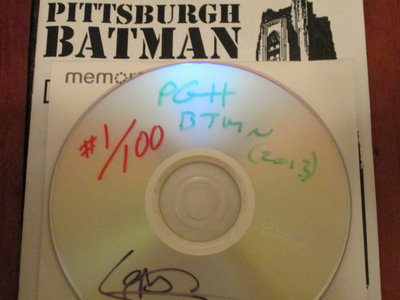 PITTSBURGH
BATMAN
memor
PGH
BTMN
(2013)
#1/100